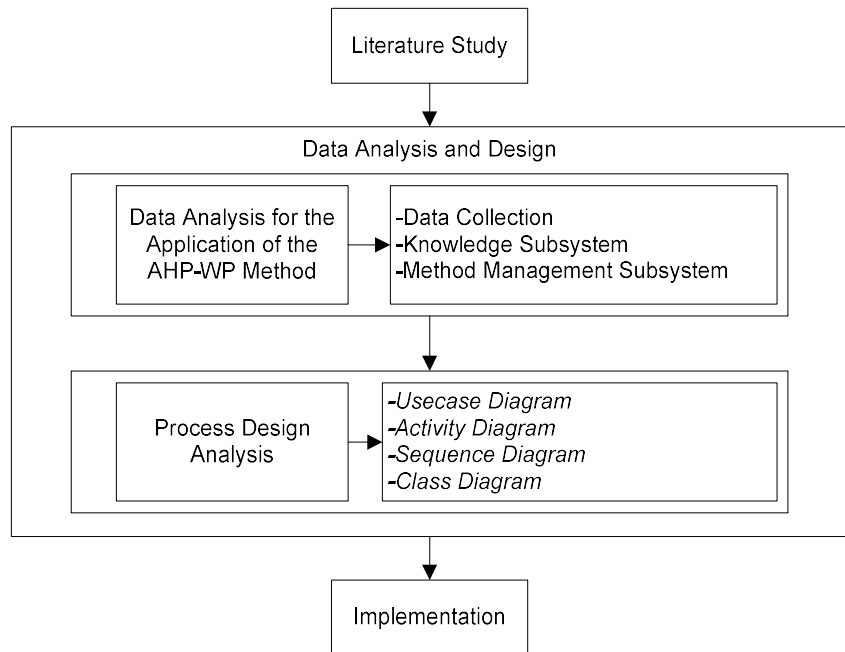 Literature Study
Data Analysis and Design
Data Analysis for the
Application of the
AHP-WP Method
-Data Collection
-Knowledge Subsystem
-Method Management Subsystem
Process Design
Analysis
-Usecase Diagram
-Activity Diagram
-Sequence Diagram
-Class Diagram
Implementation